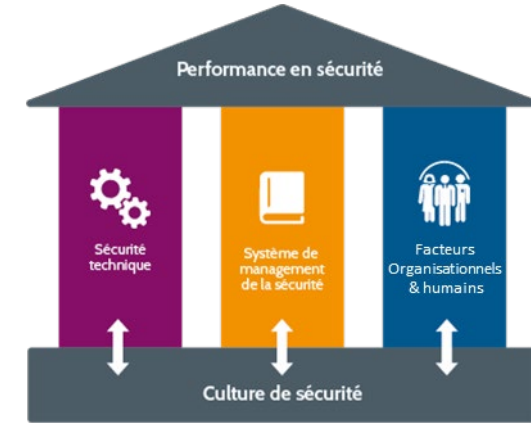 Performance en sécurité
Sécurité
technique
Système de
management
de la sécurité
Facteurs
Organisationnels
& humains
Culture de sécurité